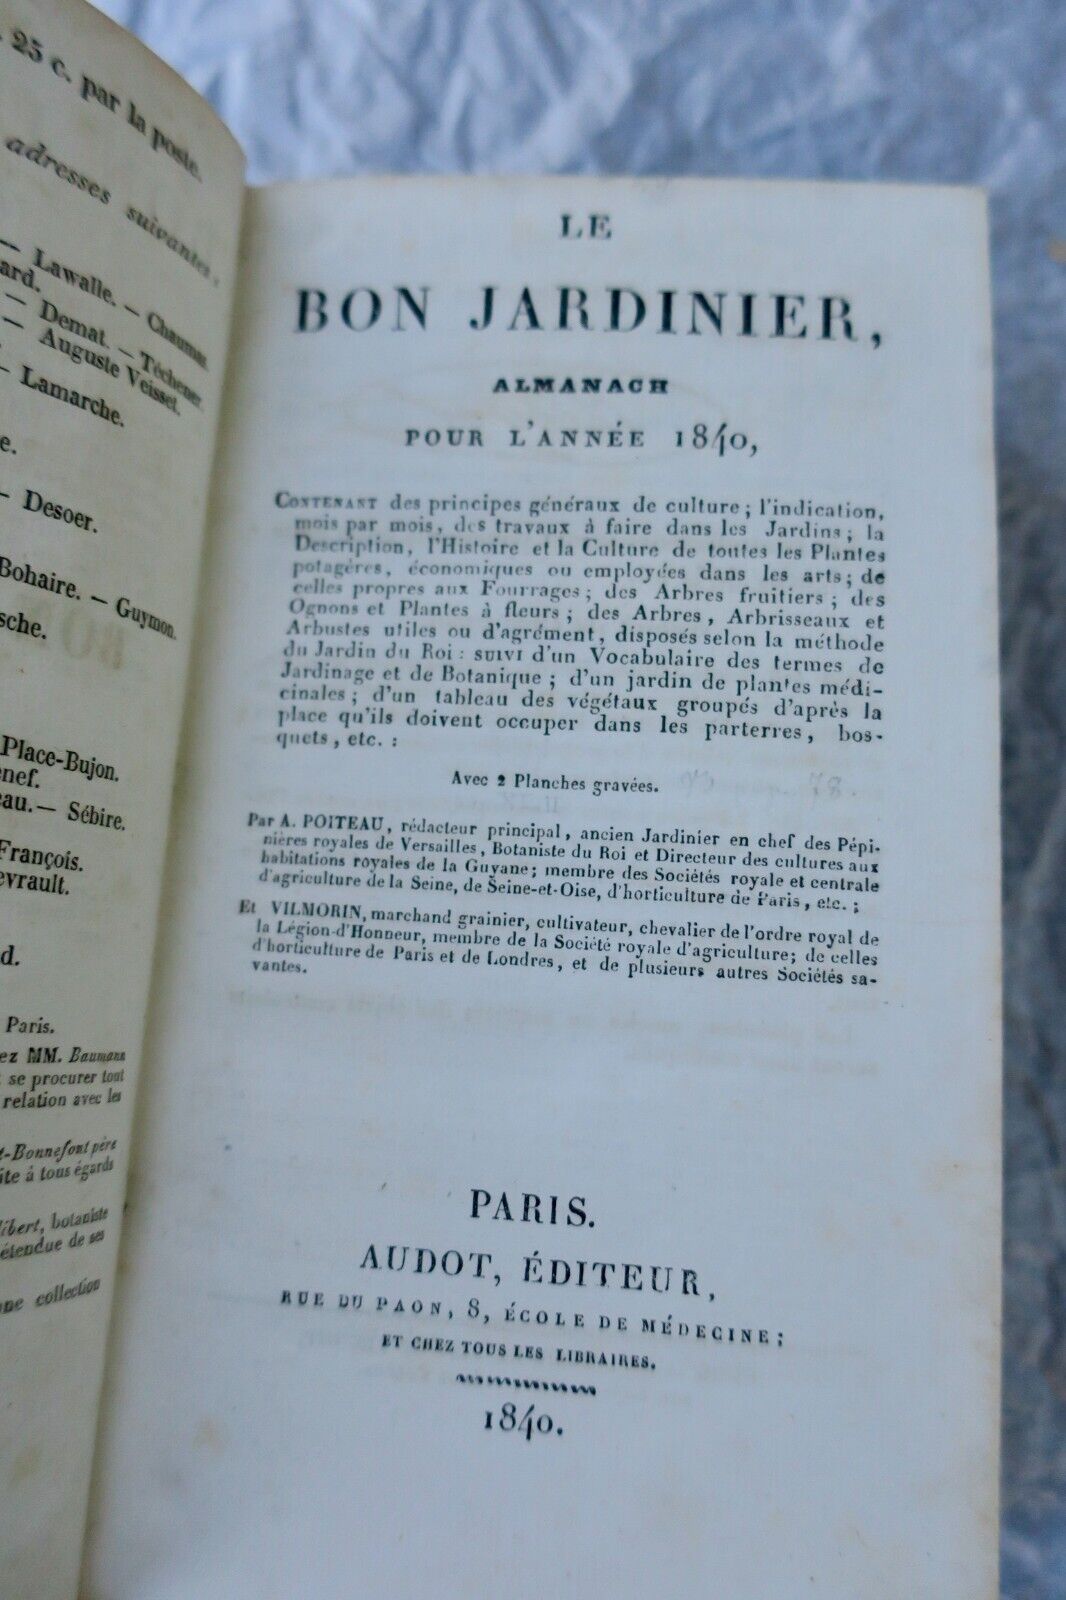 25 c. par la poste.
adresses suivantes :
— Lawalle. — Chaumas.
ard.
— Demat. — Téchener.
— Auguste Veisset.
— Lamarche.
e.
— Desoer.
Bohaire. — Guymon.
sche.
Place-Bujon.
enef.
eau. — Sébire.
François.
evrault.
d.
Paris.
ez MM. Baumann
se procurer tout
relation avec les
t-Bonnefont père
ite à tous égards
libert, botaniste
étendue de ses
une collection
LE
BON JARDINIER,
ALMANACH
POUR L'ANNÉE 1840,
CONTENANT des principes généraux de culture ; l'indication,
mois par mois, des travaux à faire dans les Jardins ; la
Description, l'Histoire et la Culture de toutes les Plantes
potagères, économiques ou employées dans les arts ; de
celles propres aux Fourrages ; des Arbres fruitiers ; des
Ognons et Plantes à fleurs ; des Arbres, Arbrisseaux et
Arbustes utiles ou d'agrément, disposés selon la méthode
du Jardin du Roi : suivi d'un Vocabulaire des termes de
Jardinage et de Botanique ; d'un jardin de plantes médi-
cinales ; d'un tableau des végétaux groupés d'après la
place qu'ils doivent occuper dans les parterres, bos-
quets, etc. :
Avec 2 Planches gravées. 78
Par A. POITEAU, rédacteur principal, ancien Jardinier en chef des Pépi-
nières royales de Versailles, Botaniste du Roi et Directeur des cultures aux
habitations royales de la Guyane ; membre des Sociétés royale et centrale
d'agriculture de la Seine, de Seine-et-Oise, d'horticulture de Paris, etc. ;
Et VILMORIN, marchand grainier, cultivateur, chevalier de l'ordre royal de
la Légion-d'Honneur, membre de la Société royale d'agriculture ; de celles
d'horticulture de Paris et de Londres, et de plusieurs autres Sociétés sa-
vantes.
PARIS.
AUDOT, ÉDITEUR,
RUE DU PAON, 8, ÉCOLE DE MÉDECINE ;
ET CHEZ TOUS LES LIBRAIRES.
1840.